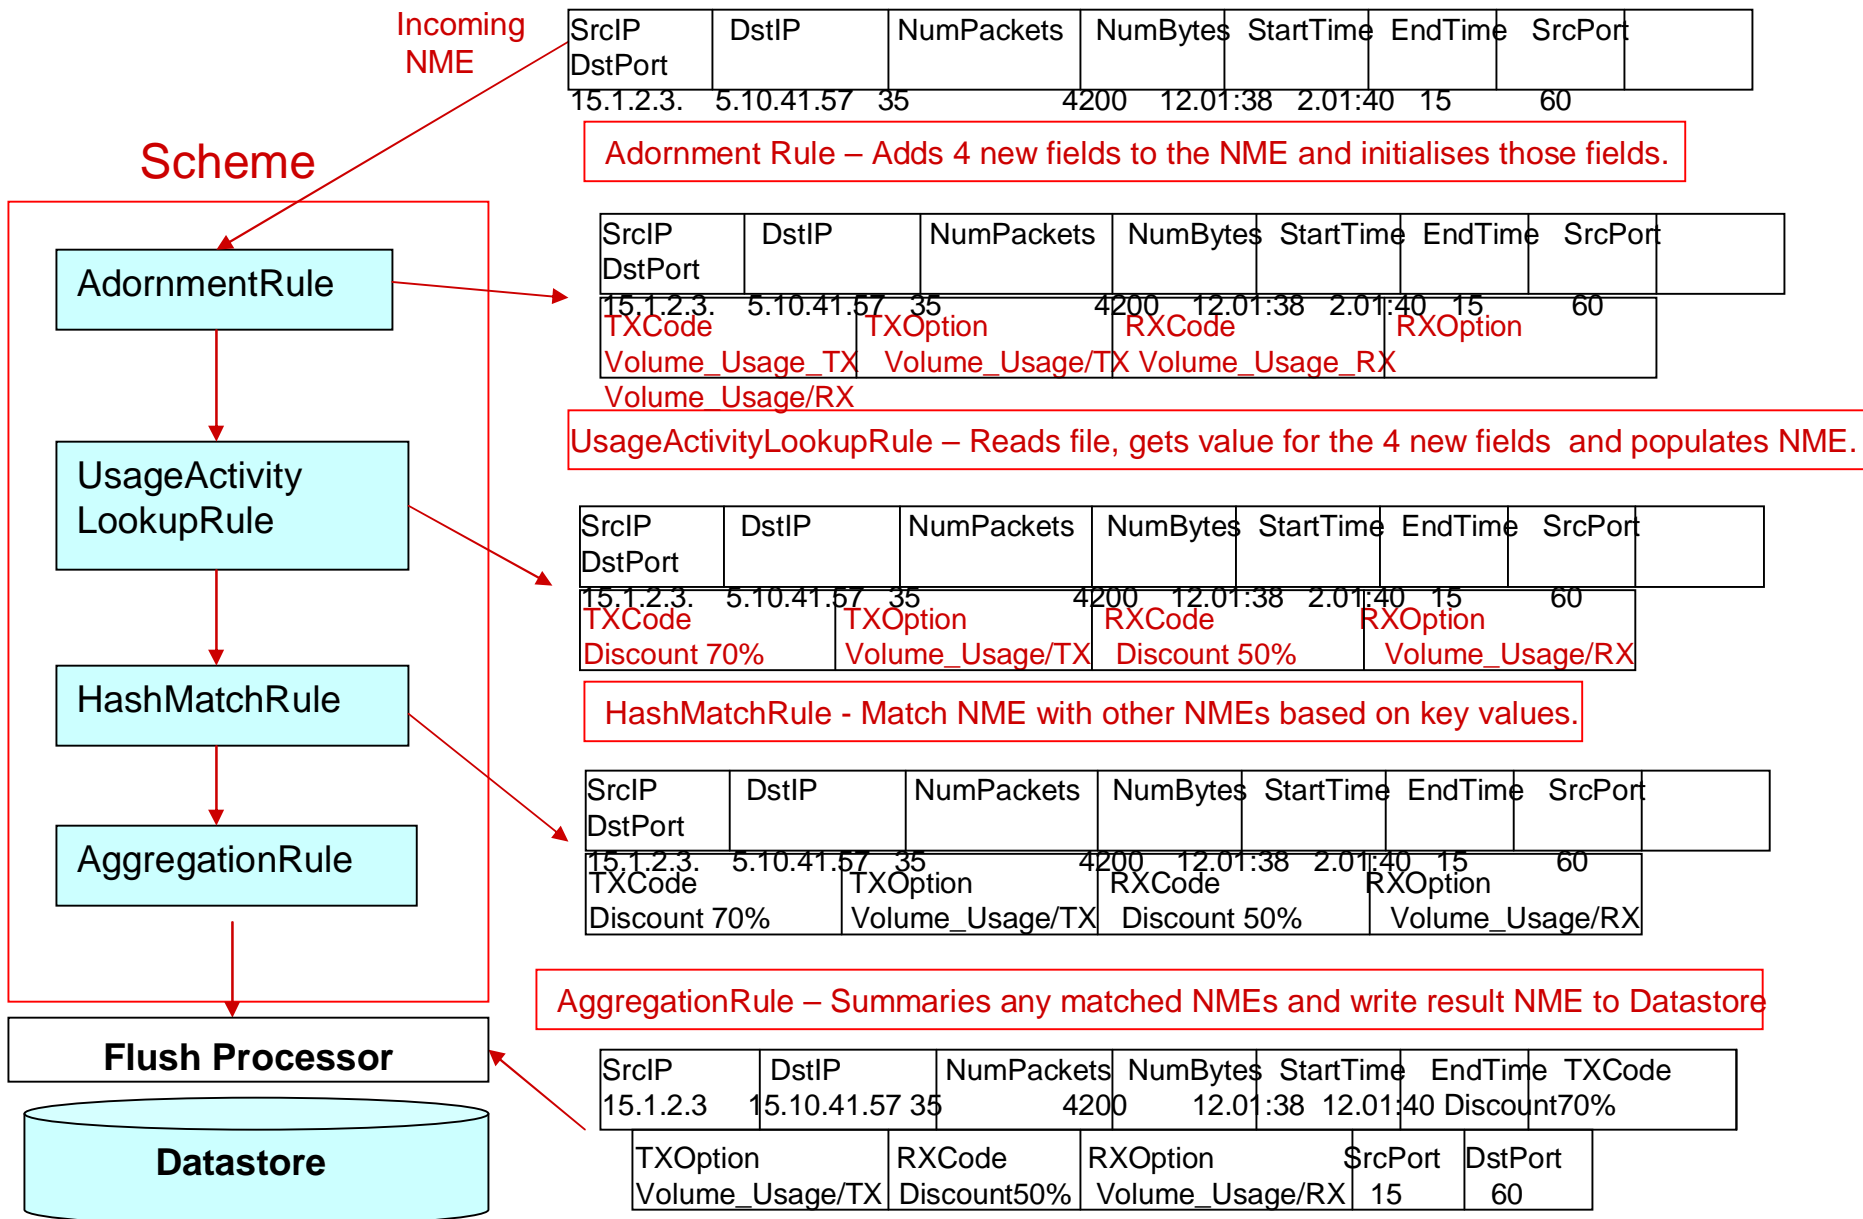 Incoming
NME
SrcIP DstIP NumPackets NumBytes StartTime EndTime SrcPort
DstPort
15.1.2.3. 5.10.41.57 35 4200 12.01:38 2.01:40 15 60
Adornment Rule – Adds 4 new fields to the NME and initialises those fields.
Scheme
AdornmentRule
SrcIP DstIP NumPackets NumBytes StartTime EndTime SrcPort
DstPort
15.1.2.3. 5.10.41.57 35 4200 12.01:38 2.01:40 15 60
TXCode TXOption RXCode RXOption
Volume_Usage_TX Volume_Usage/TX Volume_Usage_RX
Volume_Usage/RX
UsageActivityLookupRule – Reads file, gets value for the 4 new fields and populates NME.
UsageActivity
LookupRule
SrcIP DstIP NumPackets NumBytes StartTime EndTime SrcPort
DstPort
15.1.2.3. 5.10.41.57 35 4200 12.01:38 2.01:40 15 60
TXCode TXOption RXCode RXOption
Discount 70% Volume_Usage/TX Discount 50% Volume_Usage/RX
HashMatchRule
HashMatchRule - Match NME with other NMEs based on key values.
SrcIP DstIP NumPackets NumBytes StartTime EndTime SrcPort
DstPort
15.1.2.3. 5.10.41.57 35 4200 12.01:38 2.01:40 15 60
TXCode TXOption RXCode RXOption
Discount 70% Volume_Usage/TX Discount 50% Volume_Usage/RX
AggregationRule
AggregationRule – Summaries any matched NMEs and write result NME to Datastore
Flush Processor
SrcIP DstIP NumPackets NumBytes StartTime EndTime TXCode
15.1.2.3 15.10.41.57 35 4200 12.01:38 12.01:40 Discount70%
TXOption RXCode RXOption SrcPort DstPort
Volume_Usage/TX Discount50% Volume_Usage/RX 15 60
Datastore